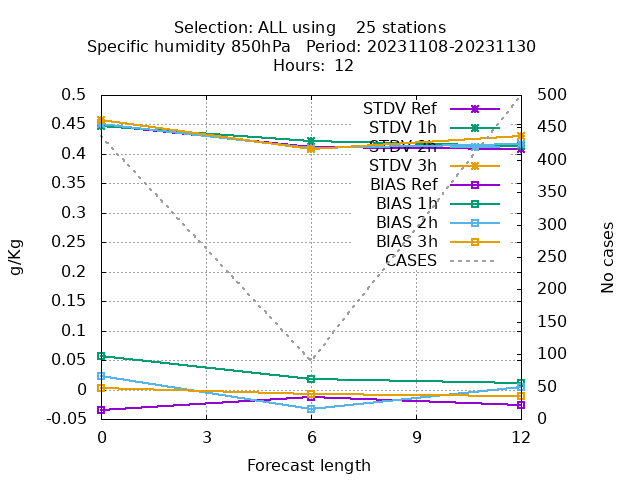 Selection: ALL using    25 stations
Specific humidity 850hPa   Period: 20231108-20231130
Hours: 12
0.5
0.45
0.4
0.35
0.3
0.25
0.2
0.15
0.1
0.05
0
-0.05
g/Kg
STDV Ref
STDV 1h
STDV 2h
STDV 3h
BIAS Ref
BIAS 1h
BIAS 2h
BIAS 3h
CASES
500
450
400
350
300
250
200
150
100
50
0
No cases
0 3 6 9 12
Forecast length